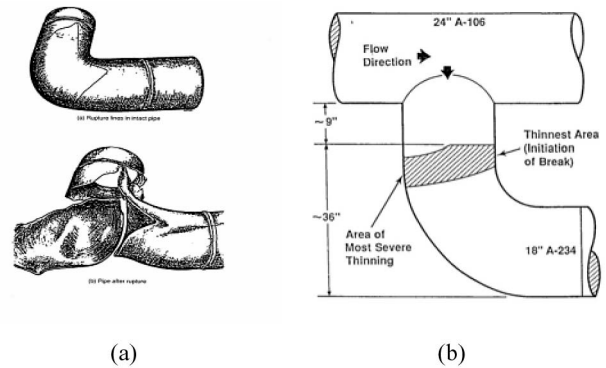 (a) Rupture lines in intact pipe
(b) Pipe after rupture
(a)
24" A-106
Flow
Direction
~9"
Thinnest Area
(Initiation
of Break)
~36"
Area of
Most Severe
Thinning
18" A-234
(b)